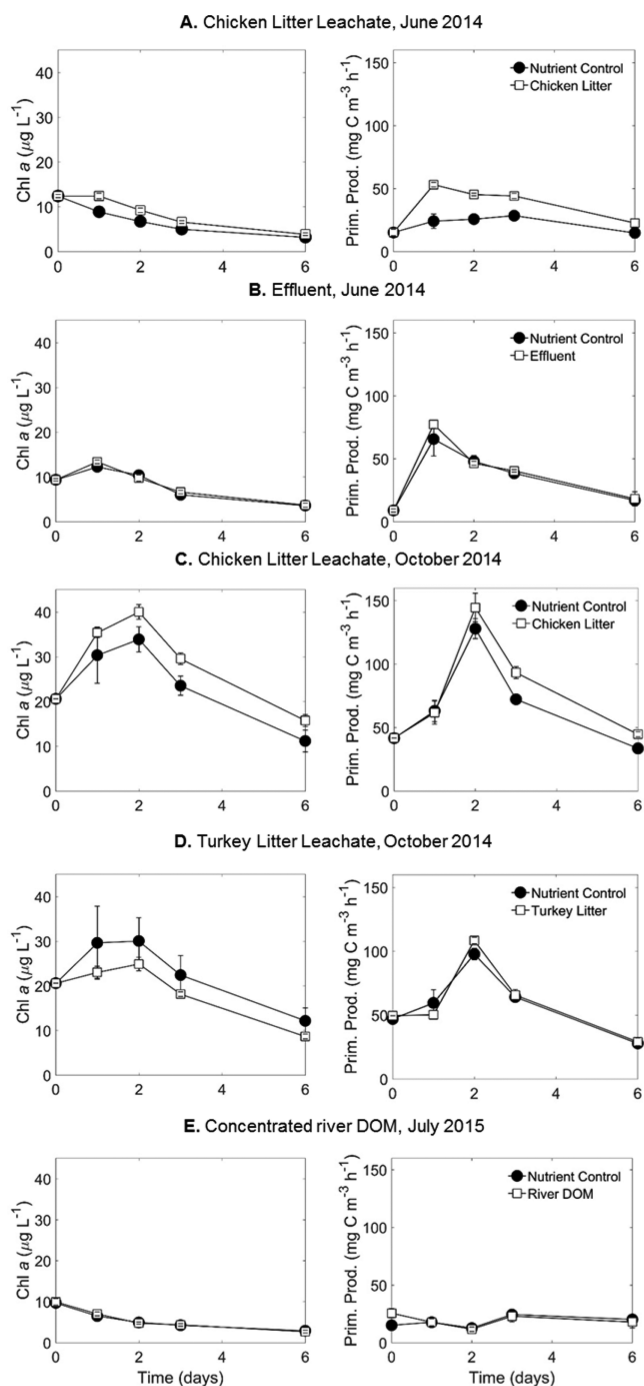 A. Chicken Litter Leachate, June 2014
Chl a (μg L⁻¹)
40
30
20
10
0
0 2 4 6
Prim. Prod. (mg C m⁻³ h⁻¹)
150
100
50
0
0 2 4 6
Nutrient Control
Chicken Litter
B. Effluent, June 2014
Chl a (μg L⁻¹)
40
30
20
10
0
0 2 4 6
Prim. Prod. (mg C m⁻³ h⁻¹)
150
100
50
0
0 2 4 6
Nutrient Control
Effluent
C. Chicken Litter Leachate, October 2014
Chl a (μg L⁻¹)
40
30
20
10
0
0 2 4 6
Prim. Prod. (mg C m⁻³ h⁻¹)
150
100
50
0
0 2 4 6
Nutrient Control
Chicken Litter
D. Turkey Litter Leachate, October 2014
Chl a (μg L⁻¹)
40
30
20
10
0
0 2 4 6
Prim. Prod. (mg C m⁻³ h⁻¹)
150
100
50
0
0 2 4 6
Nutrient Control
Turkey Litter
E. Concentrated river DOM, July 2015
Chl a (μg L⁻¹)
40
30
20
10
0
0 2 4 6
Time (days)
Prim. Prod. (mg C m⁻³ h⁻¹)
150
100
50
0
0 2 4 6
Time (days)
Nutrient Control
River DOM